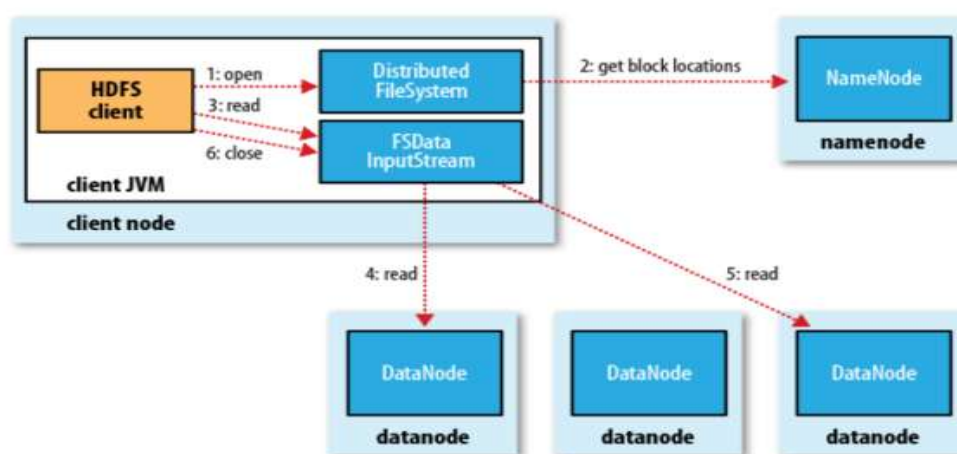 HDFS
client
1: open
3: read
6: close
Distributed
FileSystem
FSData
InputStream
2: get block locations
NameNode
namenode
client JVM
client node
4: read
5: read
DataNode
datanode
DataNode
datanode
DataNode
datanode